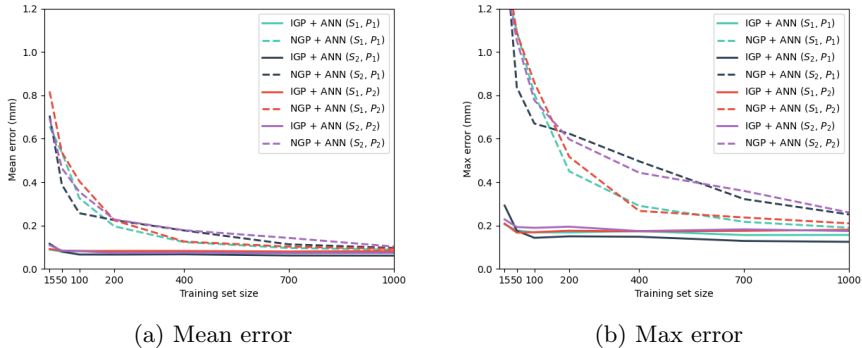 1.2
1.0
0.8
0.6
0.4
0.2
0.0
Mean error (mm)
IGP + ANN (S₁, P₁)
NGP + ANN (S₁, P₁)
IGP + ANN (S₂, P₁)
NGP + ANN (S₂, P₁)
IGP + ANN (S₁, P₂)
NGP + ANN (S₁, P₂)
IGP + ANN (S₂, P₂)
NGP + ANN (S₂, P₂)
15 50 100 200 400 700 1000
Training set size
(a) Mean error
1.2
1.0
0.8
0.6
0.4
0.2
0.0
Max error (mm)
IGP + ANN (S₁, P₁)
NGP + ANN (S₁, P₁)
IGP + ANN (S₂, P₁)
NGP + ANN (S₂, P₁)
IGP + ANN (S₁, P₂)
NGP + ANN (S₁, P₂)
IGP + ANN (S₂, P₂)
NGP + ANN (S₂, P₂)
15 50 100 200 400 700 1000
Training set size
(b) Max error